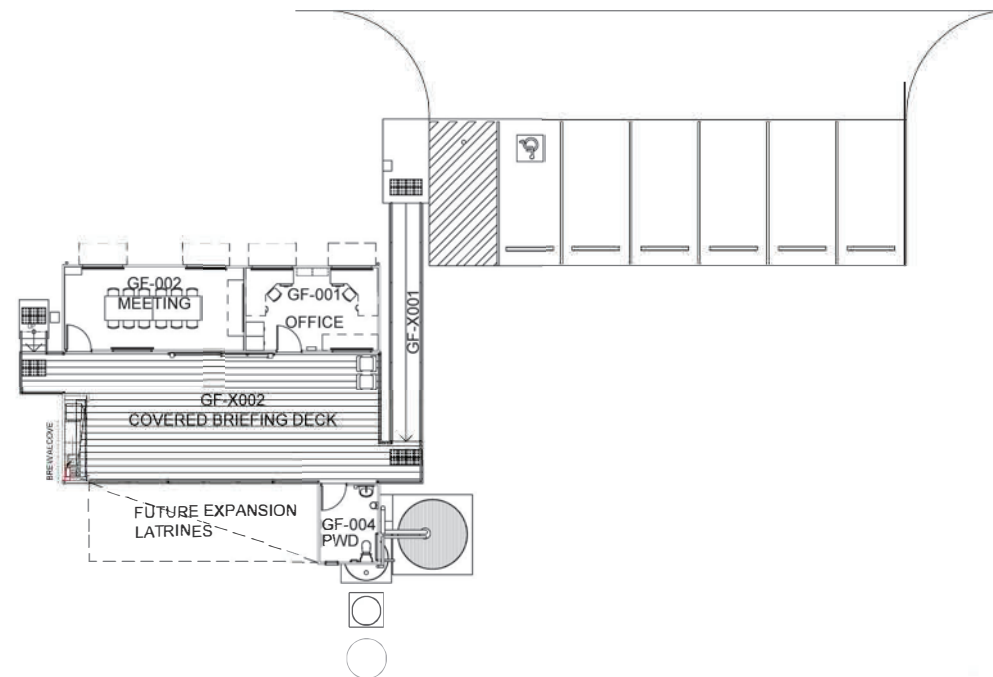 GF-002
MEETING
GF-001
OFFICE
GF-X001
GF-X002
COVERED BRIEFING DECK
BREW ALCOVE
FUTURE EXPANSION
LATRINES
GF-004
PWD